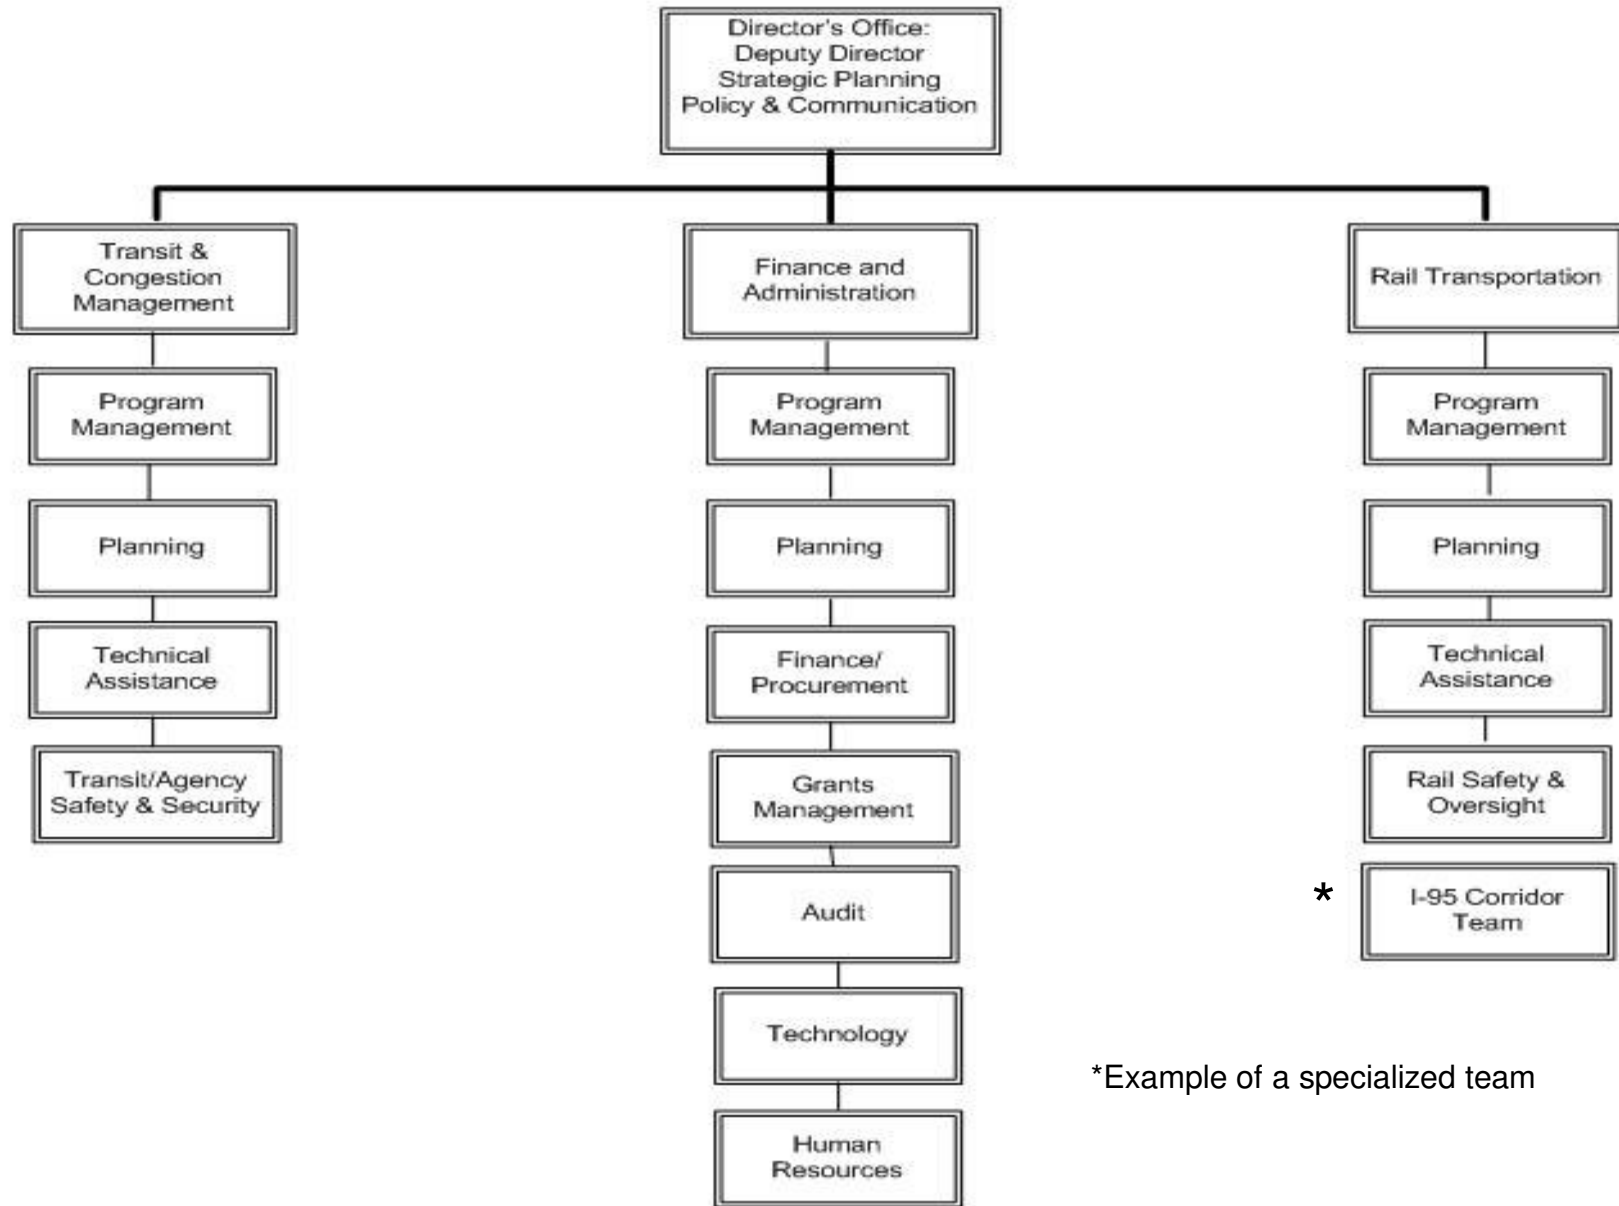 Director's Office:
Deputy Director
Strategic Planning
Policy & Communication
Transit &
Congestion
Management
Program
Management
Planning
Technical
Assistance
Transit/Agency
Safety & Security
Finance and
Administration
Program
Management
Planning
Finance/
Procurement
Grants
Management
Audit
Technology
Human
Resources
Rail Transportation
Program
Management
Planning
Technical
Assistance
Rail Safety &
Oversight
*
I-95 Corridor
Team
*Example of a specialized team